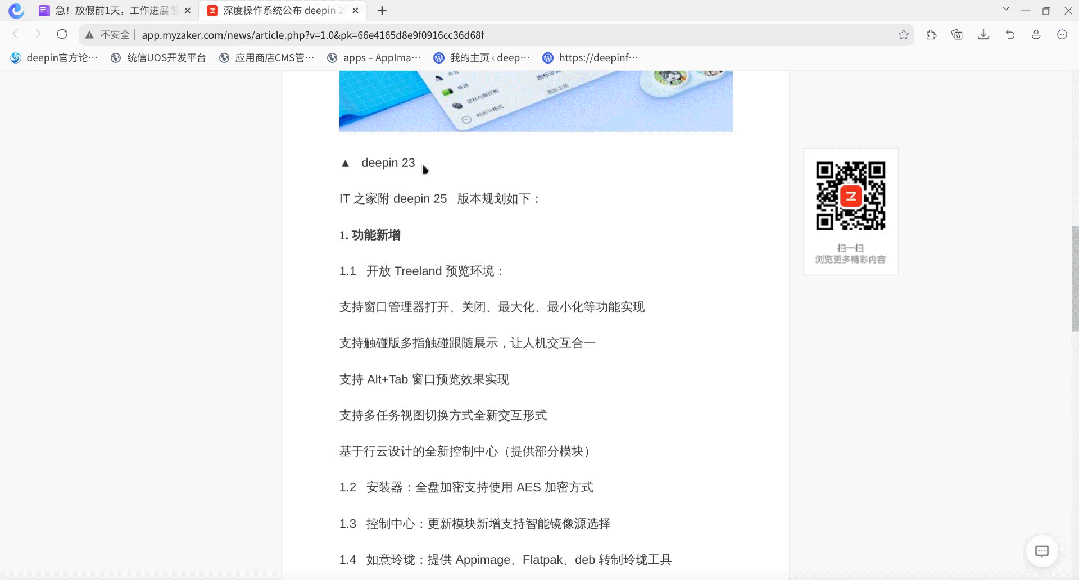 急！放假前1天，工作进展
深度操作系统公布 deepin 2
不安全
app.myzaker.com/news/article.php?v=1.0&pk=66e4165d8e9f0916cc36d68f
deepin官方论…
统信UOS开发平台
应用商店CMS管…
apps – AppIma…
我的主页 ‹ deep…
https://deepinf…
▲ deepin 23
IT 之家附 deepin 25 版本规划如下：
1. 功能新增
1.1 开放 Treeland 预览环境：
支持窗口管理器打开、关闭、最大化、最小化等功能实现
支持触碰版多指触碰跟随展示，让人机交互合一
支持 Alt+Tab 窗口预览效果实现
支持多任务视图切换方式全新交互形式
基于行云设计的全新控制中心（提供部分模块）
1.2 安装器：全盘加密支持使用 AES 加密方式
1.3 控制中心：更新模块新增支持智能镜像源选择
1.4 如意玲珑：提供 Appimage、Flatpak、deb 转制玲珑工具
扫一扫
浏览更多精彩内容